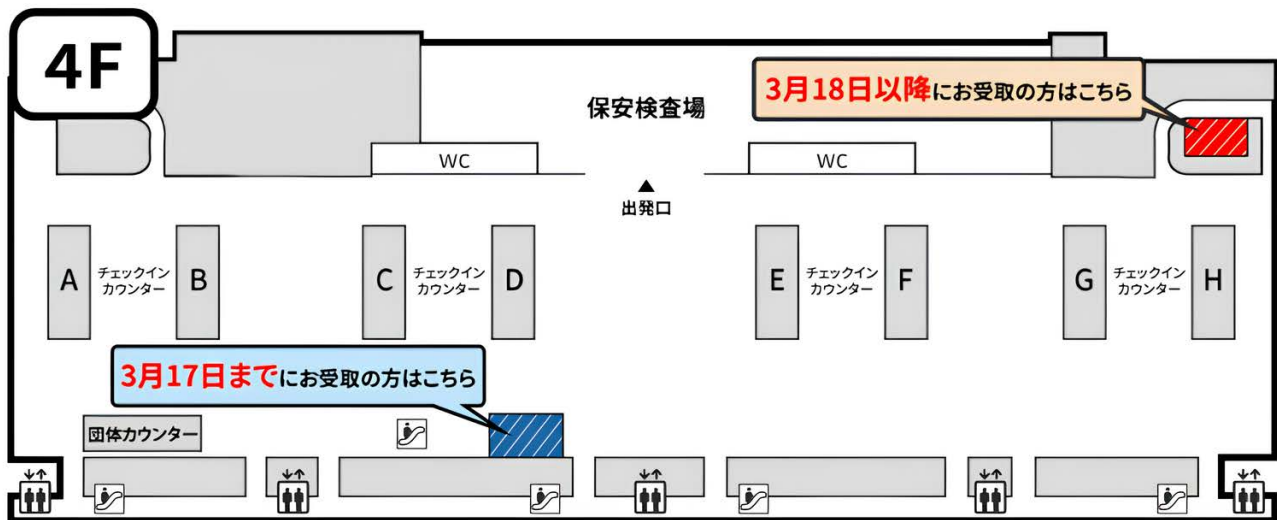 4F
3月18日以降にお受取の方はこちら
保安検査場
WC
WC
出発口
A
チェックイン
カウンター
B
C
チェックイン
カウンター
D
E
チェックイン
カウンター
F
G
チェックイン
カウンター
H
3月17日までにお受取の方はこちら
団体カウンター